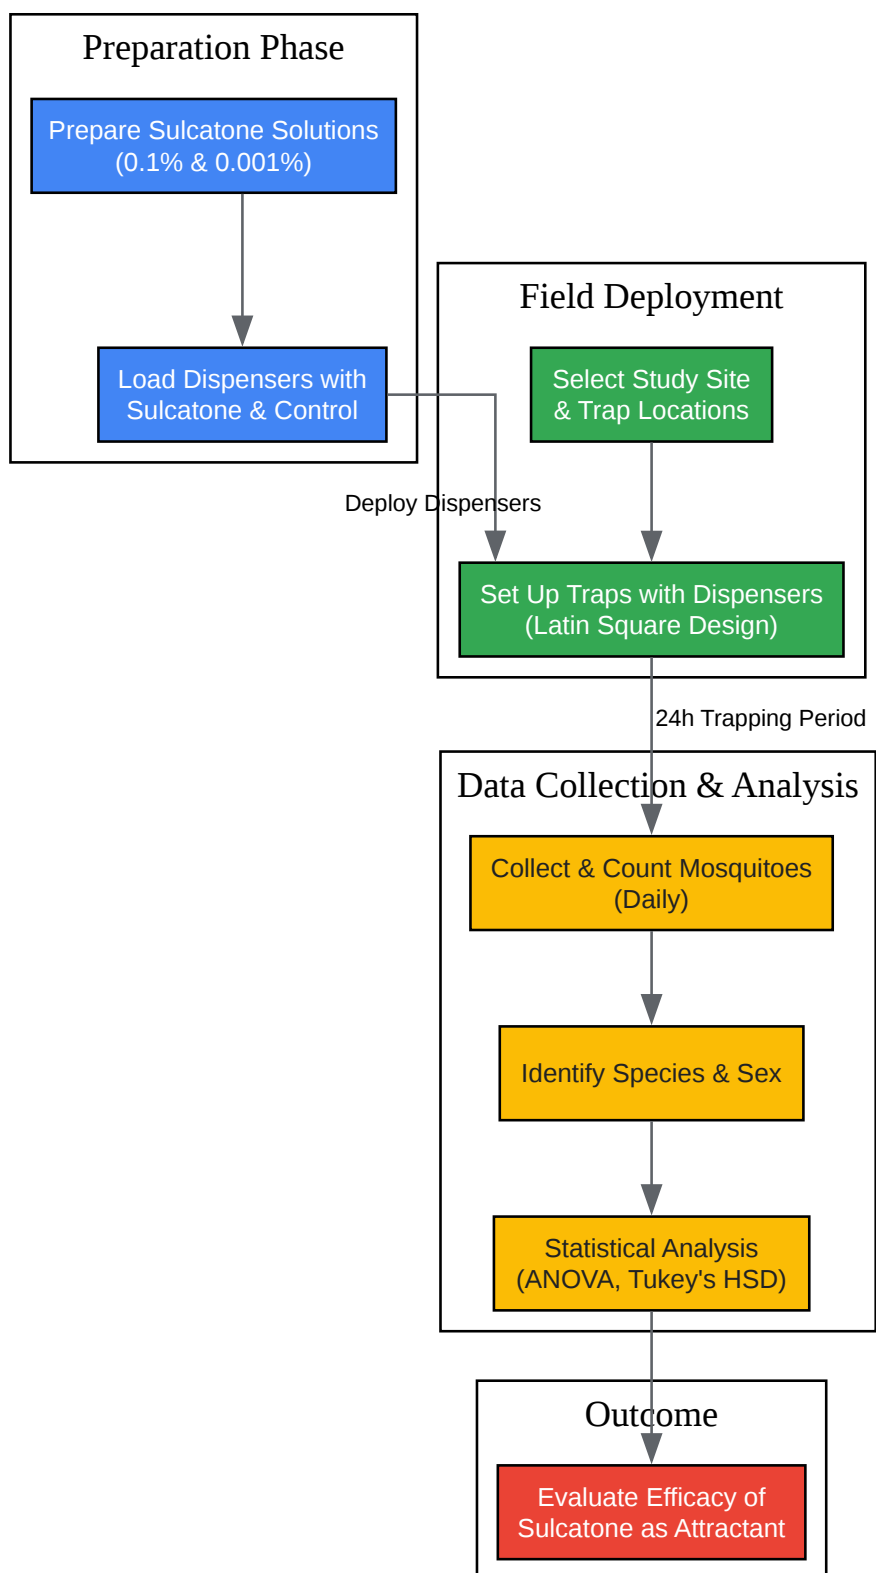 Preparation Phase
Prepare Sulcatone Solutions
(0.1% & 0.001%)
Load Dispensers with
Sulcatone & Control
Deploy Dispensers
Field Deployment
Select Study Site
& Trap Locations
Set Up Traps with Dispensers
(Latin Square Design)
24h Trapping Period
Data Collection & Analysis
Collect & Count Mosquitoes
(Daily)
Identify Species & Sex
Statistical Analysis
(ANOVA, Tukey's HSD)
Outcome
Evaluate Efficacy of
Sulcatone as Attractant